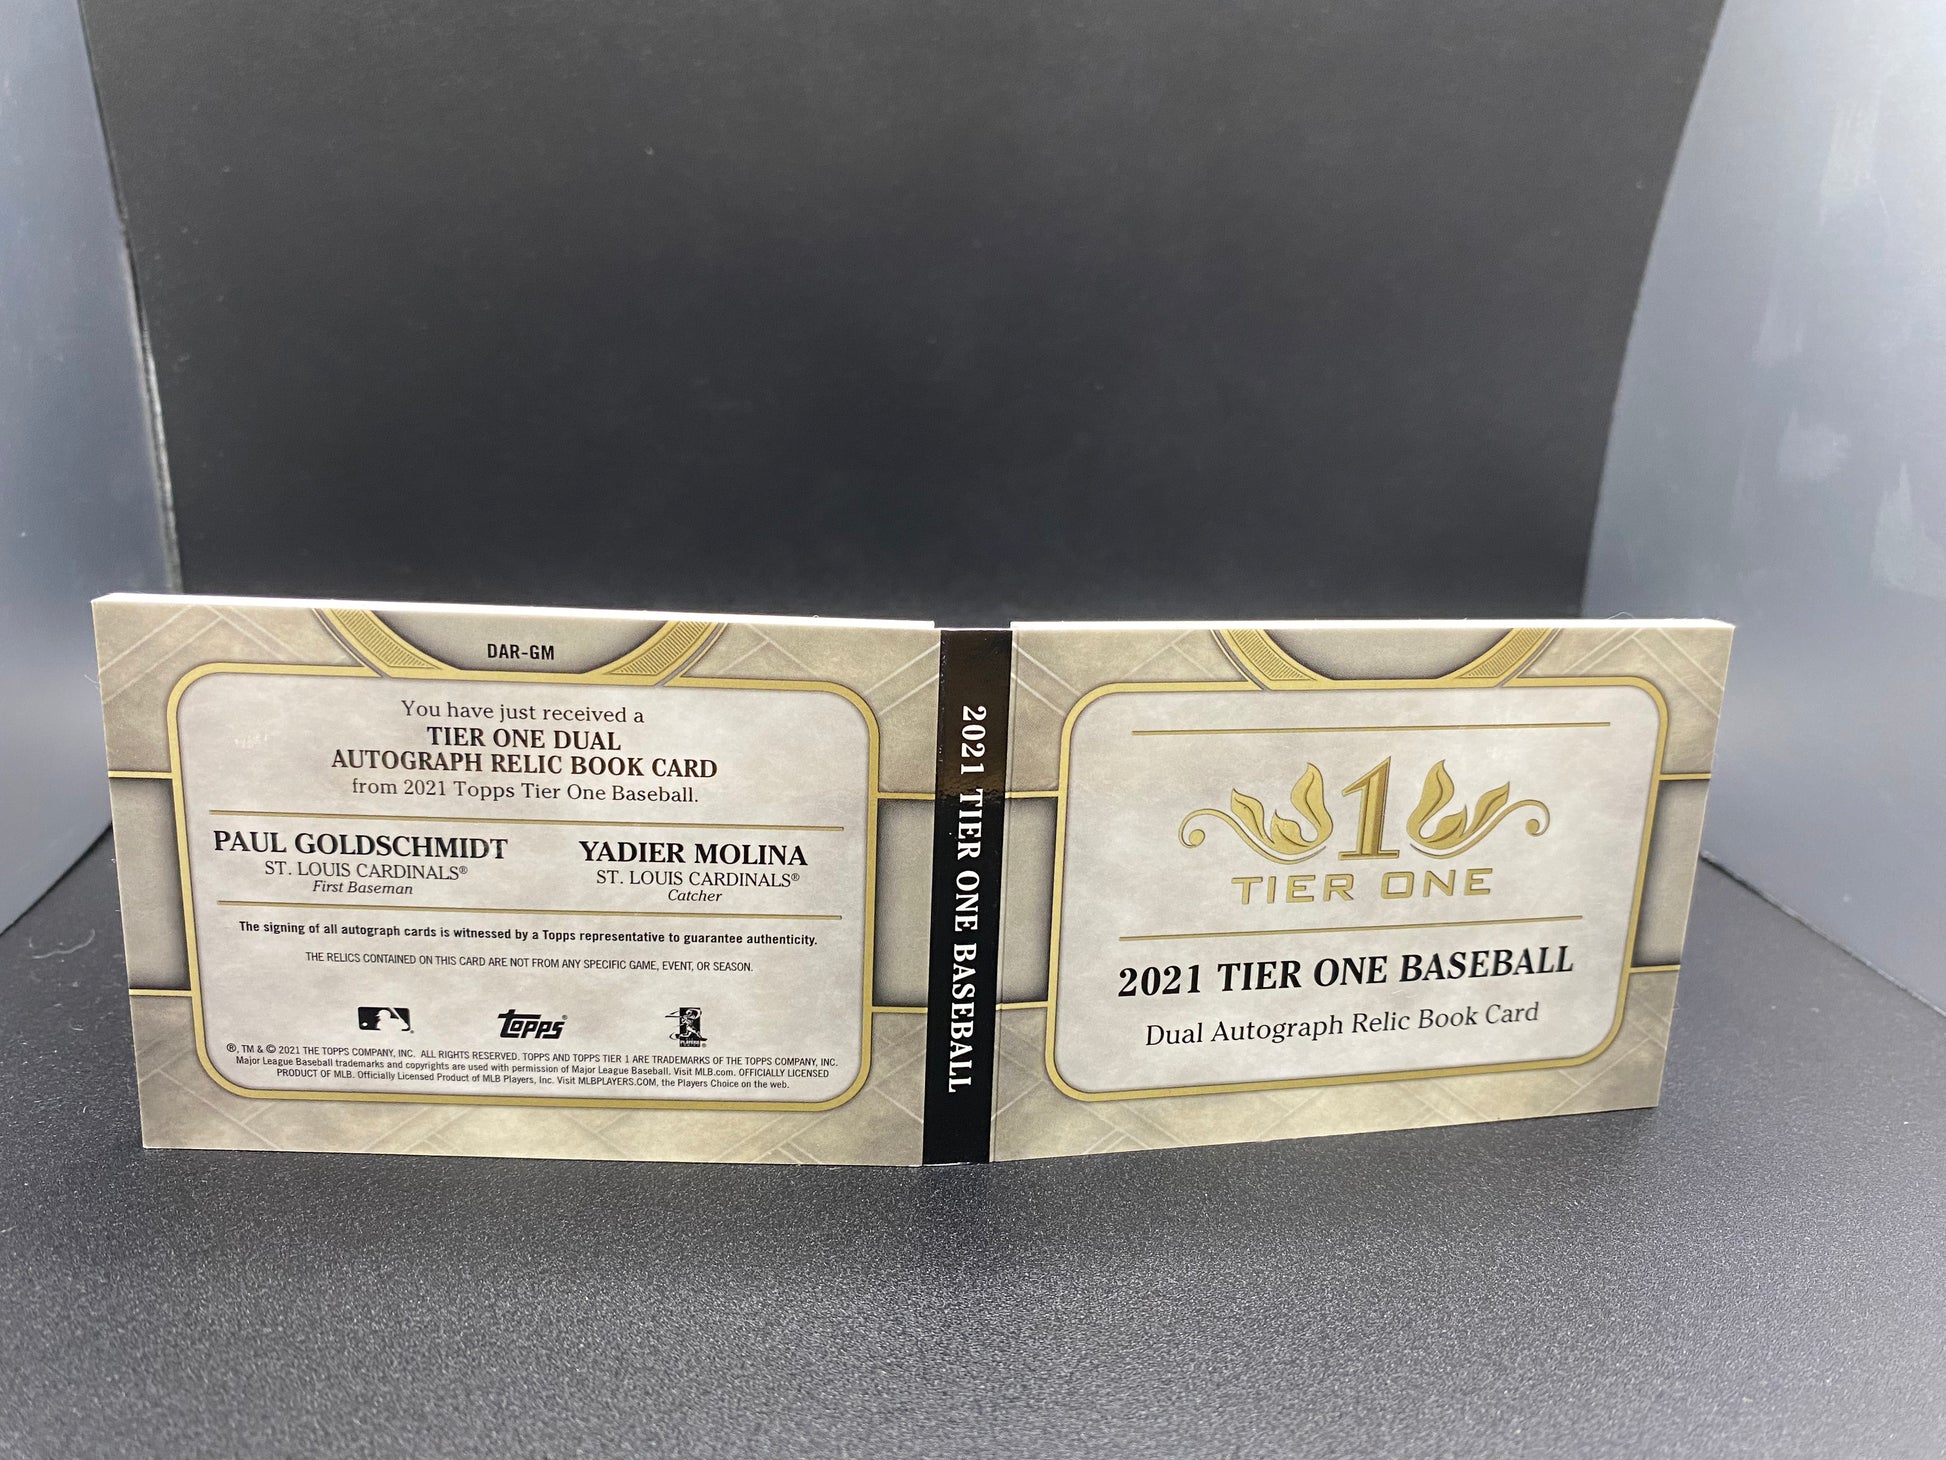 DAR-GM
You have just received a
TIER ONE DUAL
AUTOGRAPH RELIC BOOK CARD
from 2021 Topps Tier One Baseball.
PAUL GOLDSCHMIDT
ST. LOUIS CARDINALS®
First Baseman
YADIER MOLINA
ST. LOUIS CARDINALS®
Catcher
The signing of all autograph cards is witnessed by a Topps representative to guarantee authenticity.
THE RELICS CONTAINED ON THIS CARD ARE NOT FROM ANY SPECIFIC GAME, EVENT, OR SEASON.
topps®
®, TM & © 2021 THE TOPPS COMPANY, INC. ALL RIGHTS RESERVED. TOPPS AND TOPPS TIER 1 ARE TRADEMARKS OF THE TOPPS COMPANY, INC.
Major League Baseball trademarks and copyrights are used with permission of Major League Baseball. Visit MLB.com. OFFICIALLY LICENSED
PRODUCT OF MLB. Officially Licensed Product of MLB Players, Inc. Visit MLBPLAYERS.COM, the Players Choice on the web.
2021 TIER ONE BASEBALL
1
TIER ONE
2021 TIER ONE BASEBALL
Dual Autograph Relic Book Card